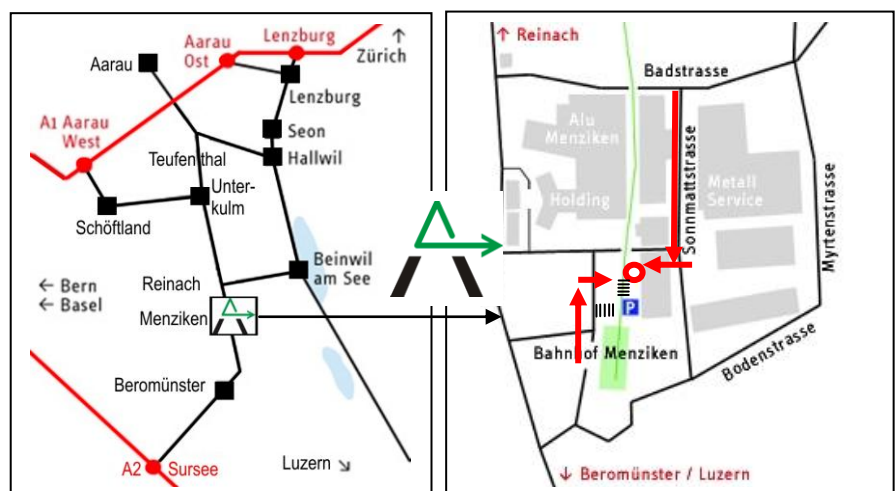 Aarau
Ost
Lenzburg
↑
Zürich
Aarau
Lenzburg
A1 Aarau
West
Seon
Teufenthal
Hallwil
Unter-
kulm
Schöftland
Beinwil
am See
Reinach
← Bern
← Basel
Menziken
Beromünster
A2
Sursee
Luzern ↘
↑ Reinach
Badstrasse
Alu
Menziken
Holding
Sonnmattstrasse
Metall
Service
Myrtenstrasse
P
Bahnhof Menziken
Bodenstrasse
↓ Beromünster / Luzern